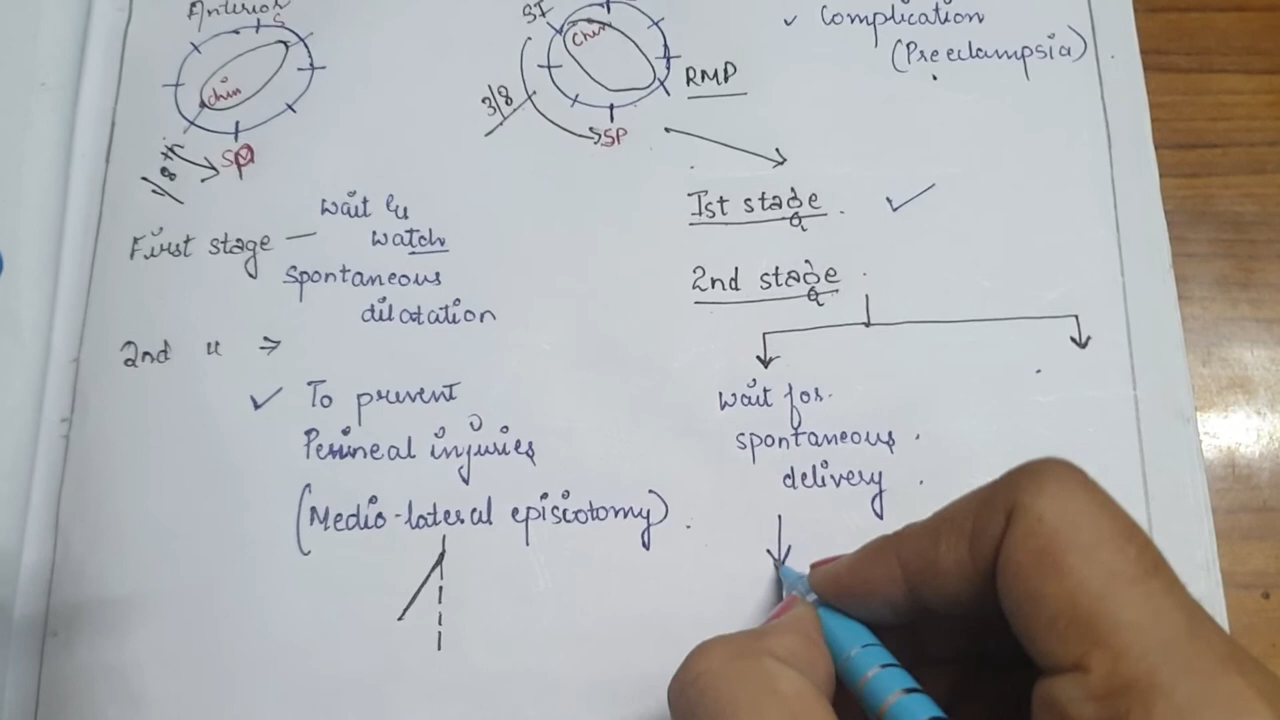 Anterior
S
chin
SP
1/8th
SI
chin
3/8
SP
RMP
✓ Complication
(Preeclampsia)
First stage — wait &
watch
spontaneous
dilatation
2nd " ⇒
✓ To prevent
Perineal injuries
(Medio-lateral episiotomy).
Ist stage. ✓
2nd stage.
wait for
spontaneous
delivery.